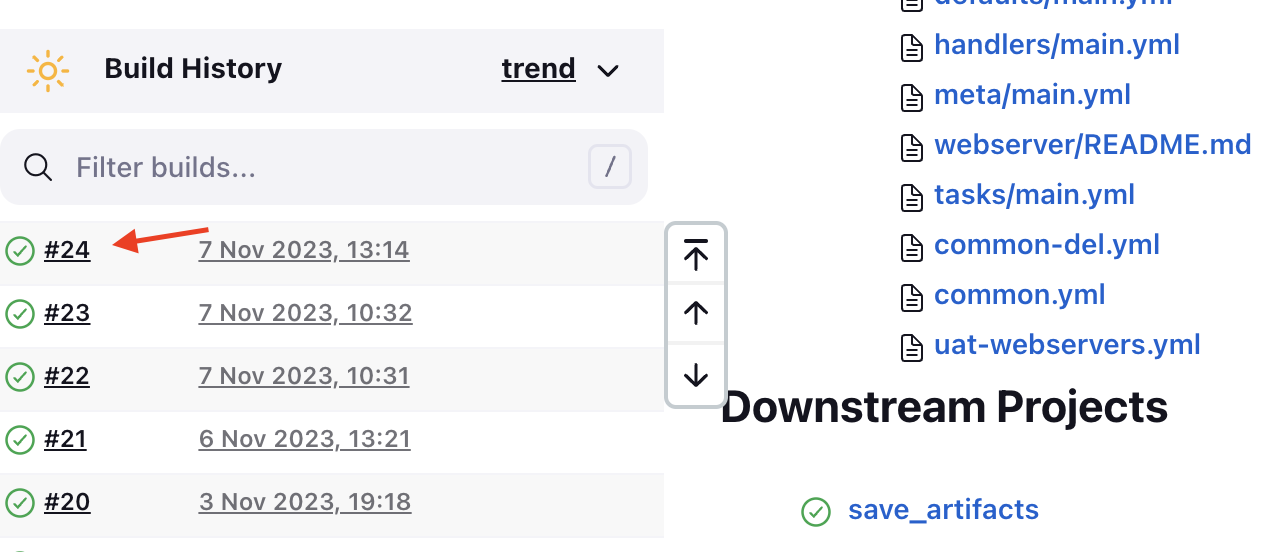 Build History
trend
Filter builds...
/
#24 7 Nov 2023, 13:14
#23 7 Nov 2023, 10:32
#22 7 Nov 2023, 10:31
#21 6 Nov 2023, 13:21
#20 3 Nov 2023, 19:18
defaults/main.yml
handlers/main.yml
meta/main.yml
webserver/README.md
tasks/main.yml
common-del.yml
common.yml
uat-webservers.yml
Downstream Projects
save_artifacts